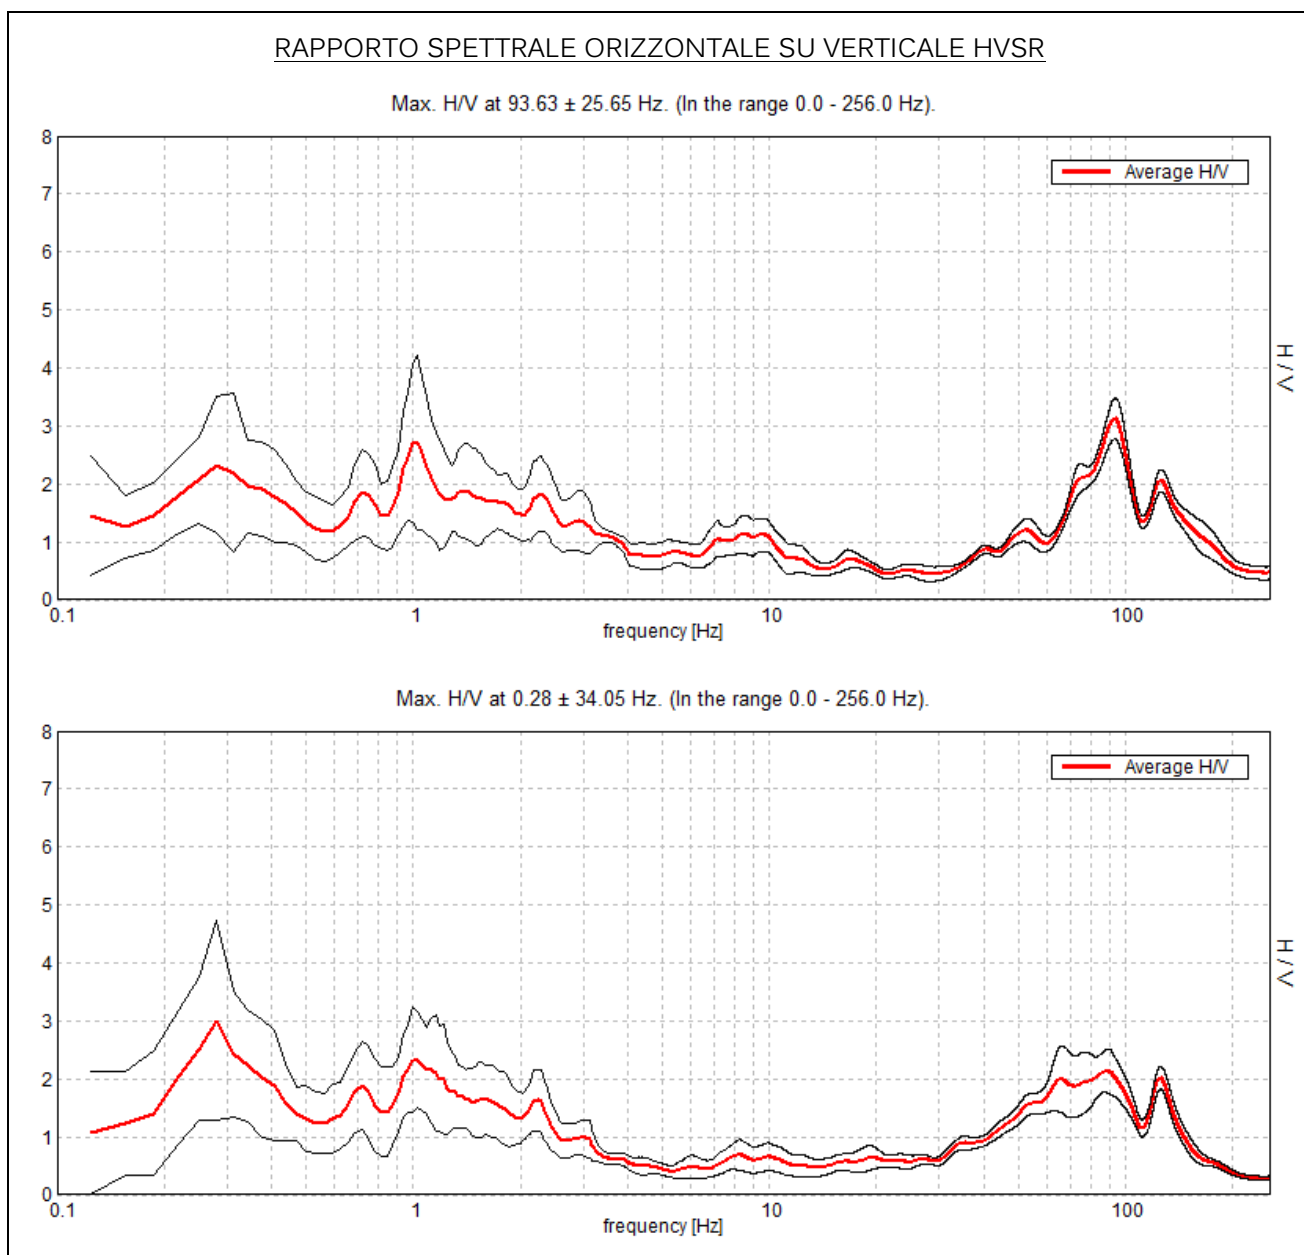 RAPPORTO SPETTRALE ORIZZONTALE SU VERTICALE HVSR
Max. H/V at 93.63 ± 25.65 Hz. (In the range 0.0 - 256.0 Hz).
8
Average H/V
7
6
5
4
H / V
3
2
1
0
0.1 1 10 100
frequency [Hz]
Max. H/V at 0.28 ± 34.05 Hz. (In the range 0.0 - 256.0 Hz).
8
Average H/V
7
6
5
4
H / V
3
2
1
0
0.1 1 10 100
frequency [Hz]